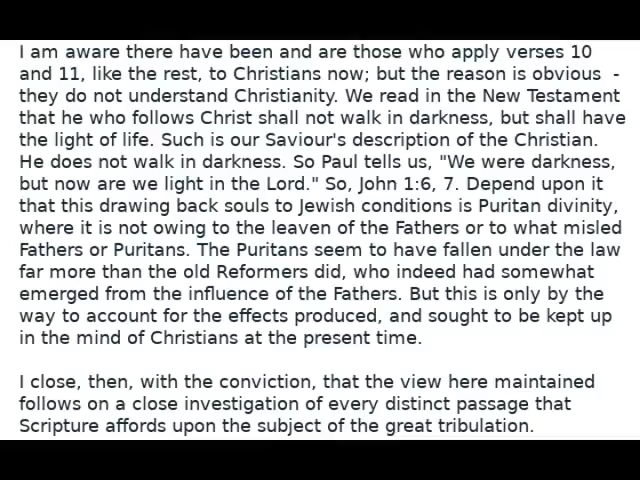 I am aware there have been and are those who apply verses 10
and 11, like the rest, to Christians now; but the reason is obvious  -
they do not understand Christianity. We read in the New Testament
that he who follows Christ shall not walk in darkness, but shall have
the light of life. Such is our Saviour's description of the Christian.
He does not walk in darkness. So Paul tells us, "We were darkness,
but now are we light in the Lord." So, John 1:6, 7. Depend upon it
that this drawing back souls to Jewish conditions is Puritan divinity,
where it is not owing to the leaven of the Fathers or to what misled
Fathers or Puritans. The Puritans seem to have fallen under the law
far more than the old Reformers did, who indeed had somewhat
emerged from the influence of the Fathers. But this is only by the
way to account for the effects produced, and sought to be kept up
in the mind of Christians at the present time.

I close, then, with the conviction, that the view here maintained
follows on a close investigation of every distinct passage that
Scripture affords upon the subject of the great tribulation.